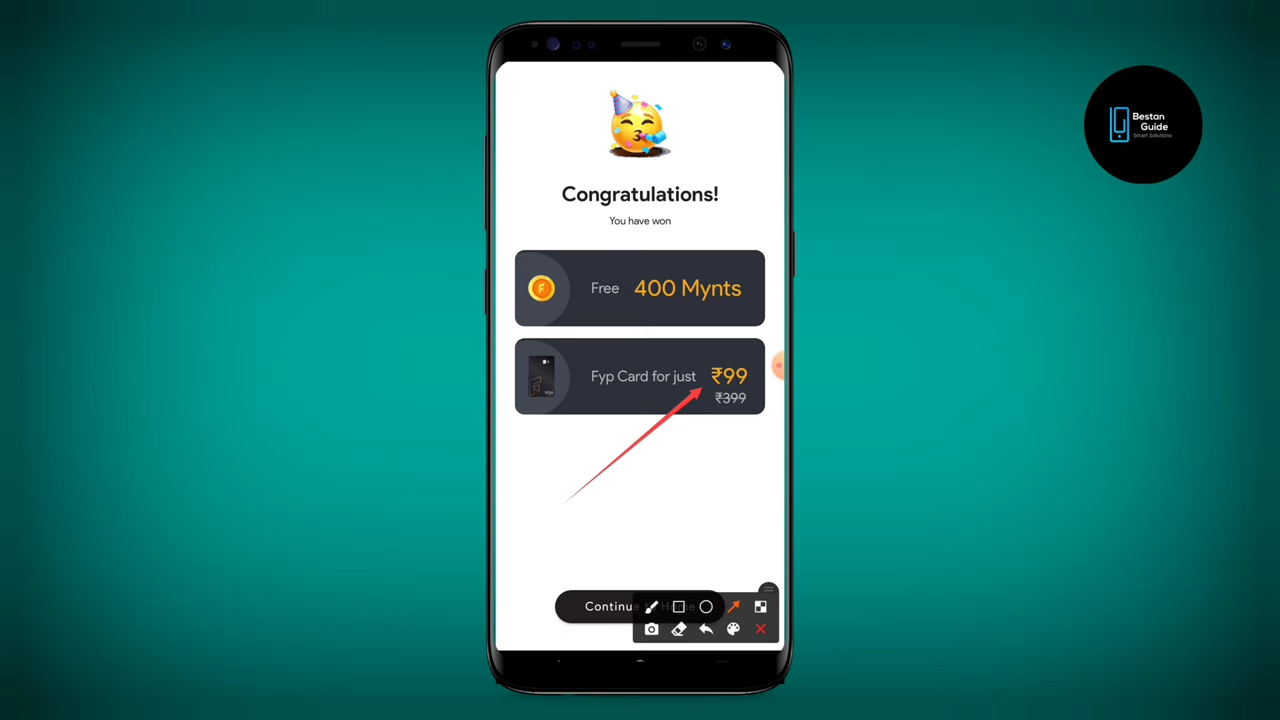 Bestan
Guide
Smart Solutions
Congratulations!
You have won
Free 400 Mynts
Fyp Card for just ₹99
₹399
Continue